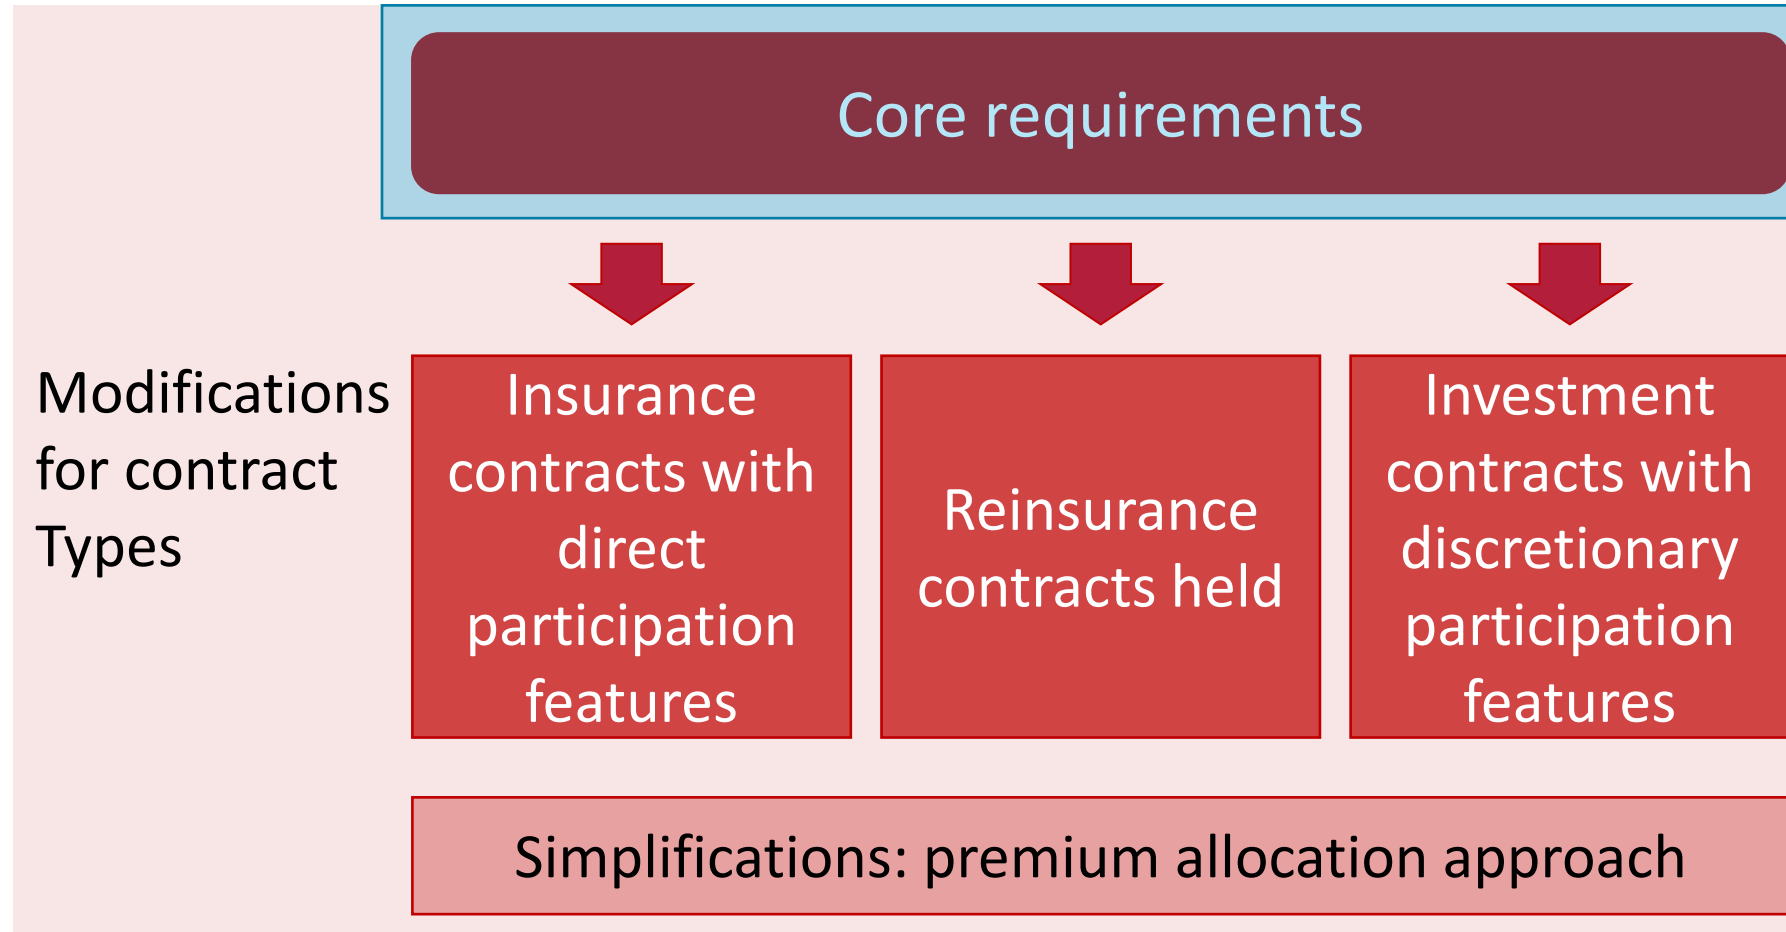 Core requirements
Modifications
for contract
Types
Insurance
contracts with
direct
participation
features
Reinsurance
contracts held
Investment
contracts with
discretionary
participation
features
Simplifications: premium allocation approach